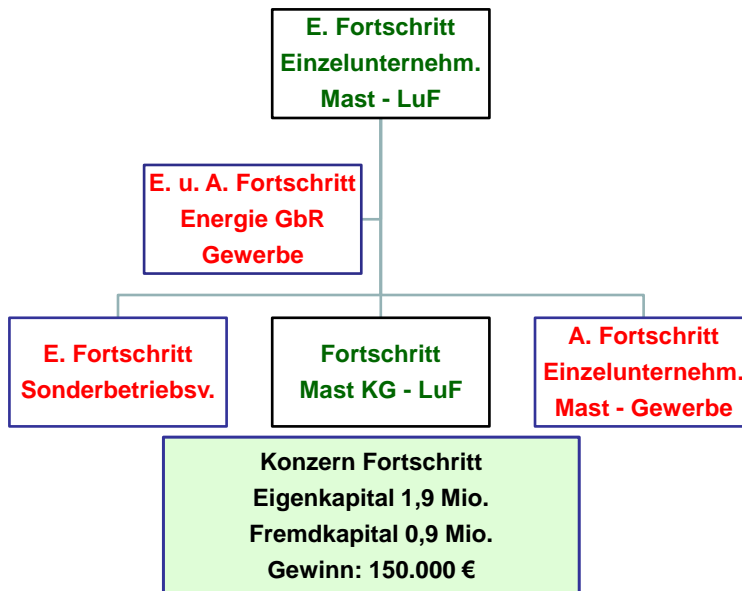 E. Fortschritt
Einzelunternehm.
Mast - LuF
E. u. A. Fortschritt
Energie GbR
Gewerbe
E. Fortschritt
Sonderbetriebsv.
Fortschritt
Mast KG - LuF
A. Fortschritt
Einzelunternehm.
Mast - Gewerbe
Konzern Fortschritt
Eigenkapital 1,9 Mio.
Fremdkapital 0,9 Mio.
Gewinn: 150.000 €